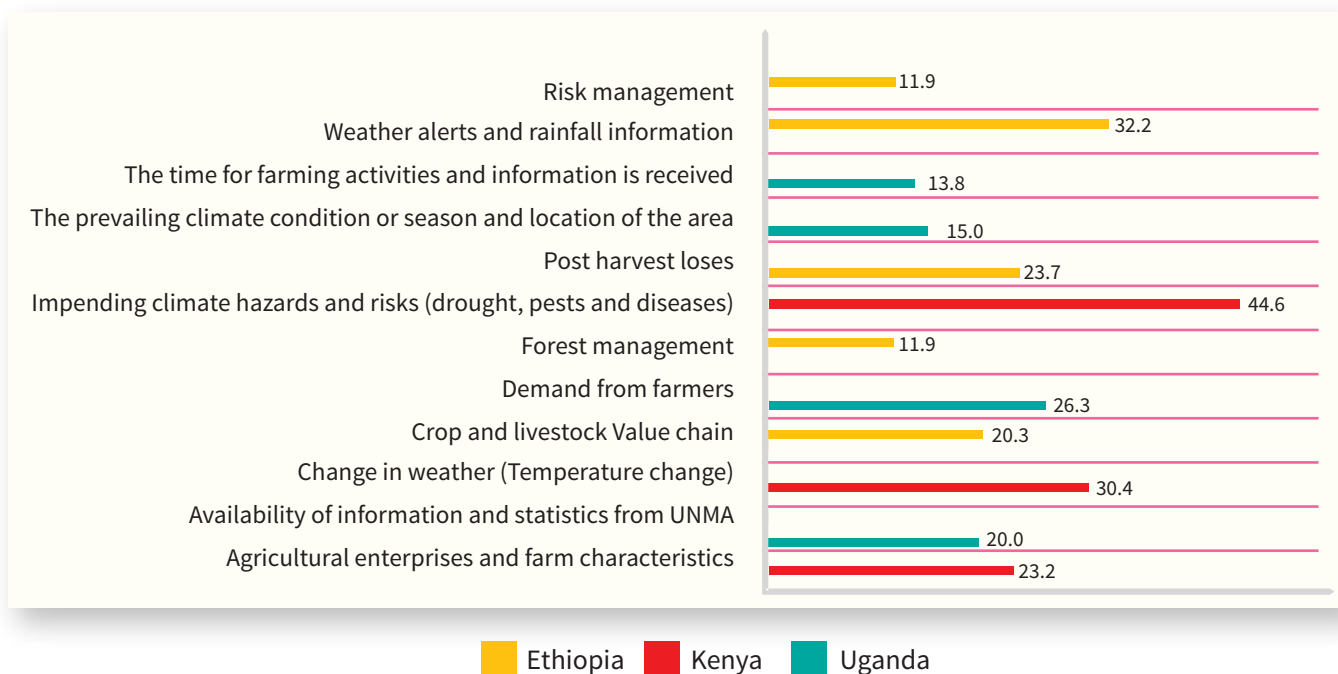 Risk management 11.9
Weather alerts and rainfall information 32.2
The time for farming activities and information is received 13.8
The prevailing climate condition or season and location of the area 15.0
Post harvest loses 23.7
Impending climate hazards and risks (drought, pests and diseases) 44.6
Forest management 11.9
Demand from farmers 26.3
Crop and livestock Value chain 20.3
Change in weather (Temperature change) 30.4
Availability of information and statistics from UNMA 20.0
Agricultural enterprises and farm characteristics 23.2
Ethiopia Kenya Uganda